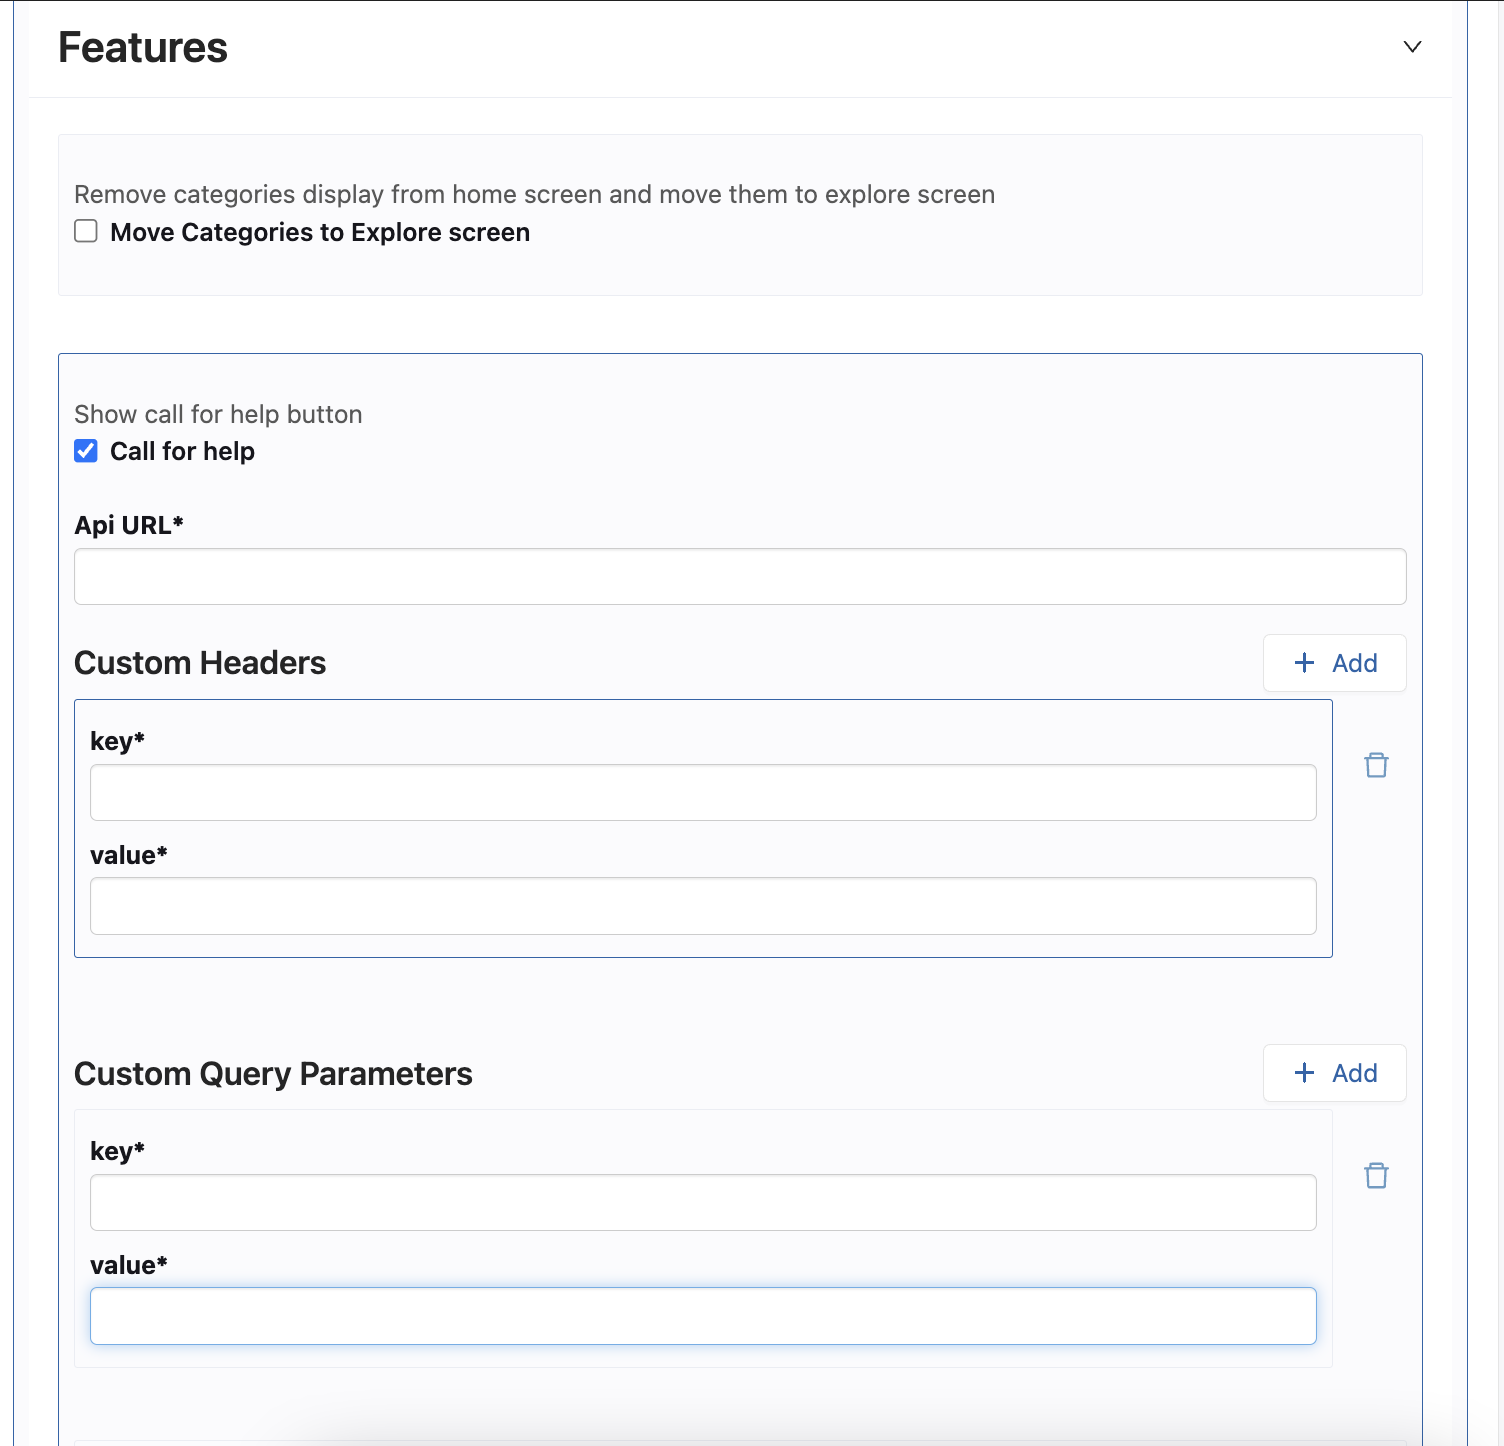 Features
Remove categories display from home screen and move them to explore screen
Move Categories to Explore screen
Show call for help button
Call for help
Api URL*
Custom Headers
Add
key*
value*
Custom Query Parameters
Add
key*
value*